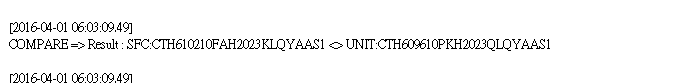 [2016-04-01 06:03:09.49]
COMPARE => Result : SFC:CTH610210FAH2023KLQYAAS1 <> UNIT:CTH609610PKH2023QLQYAAS1
[2016-04-01 06:03:09.49]